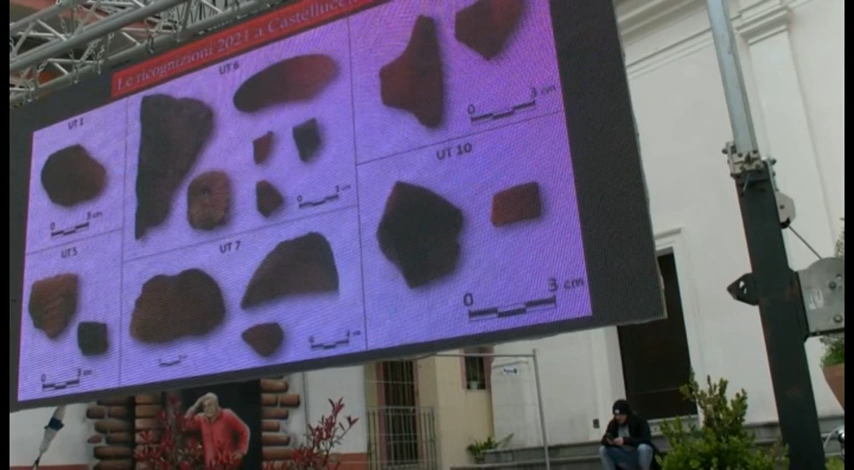 Le ricognizioni 2021 a Castelluccio
UT 6
UT 1
0 3 cm
0 3 cm
0 3 cm
UT 10
UT 5
UT 7
0 3 cm
0 3 cm